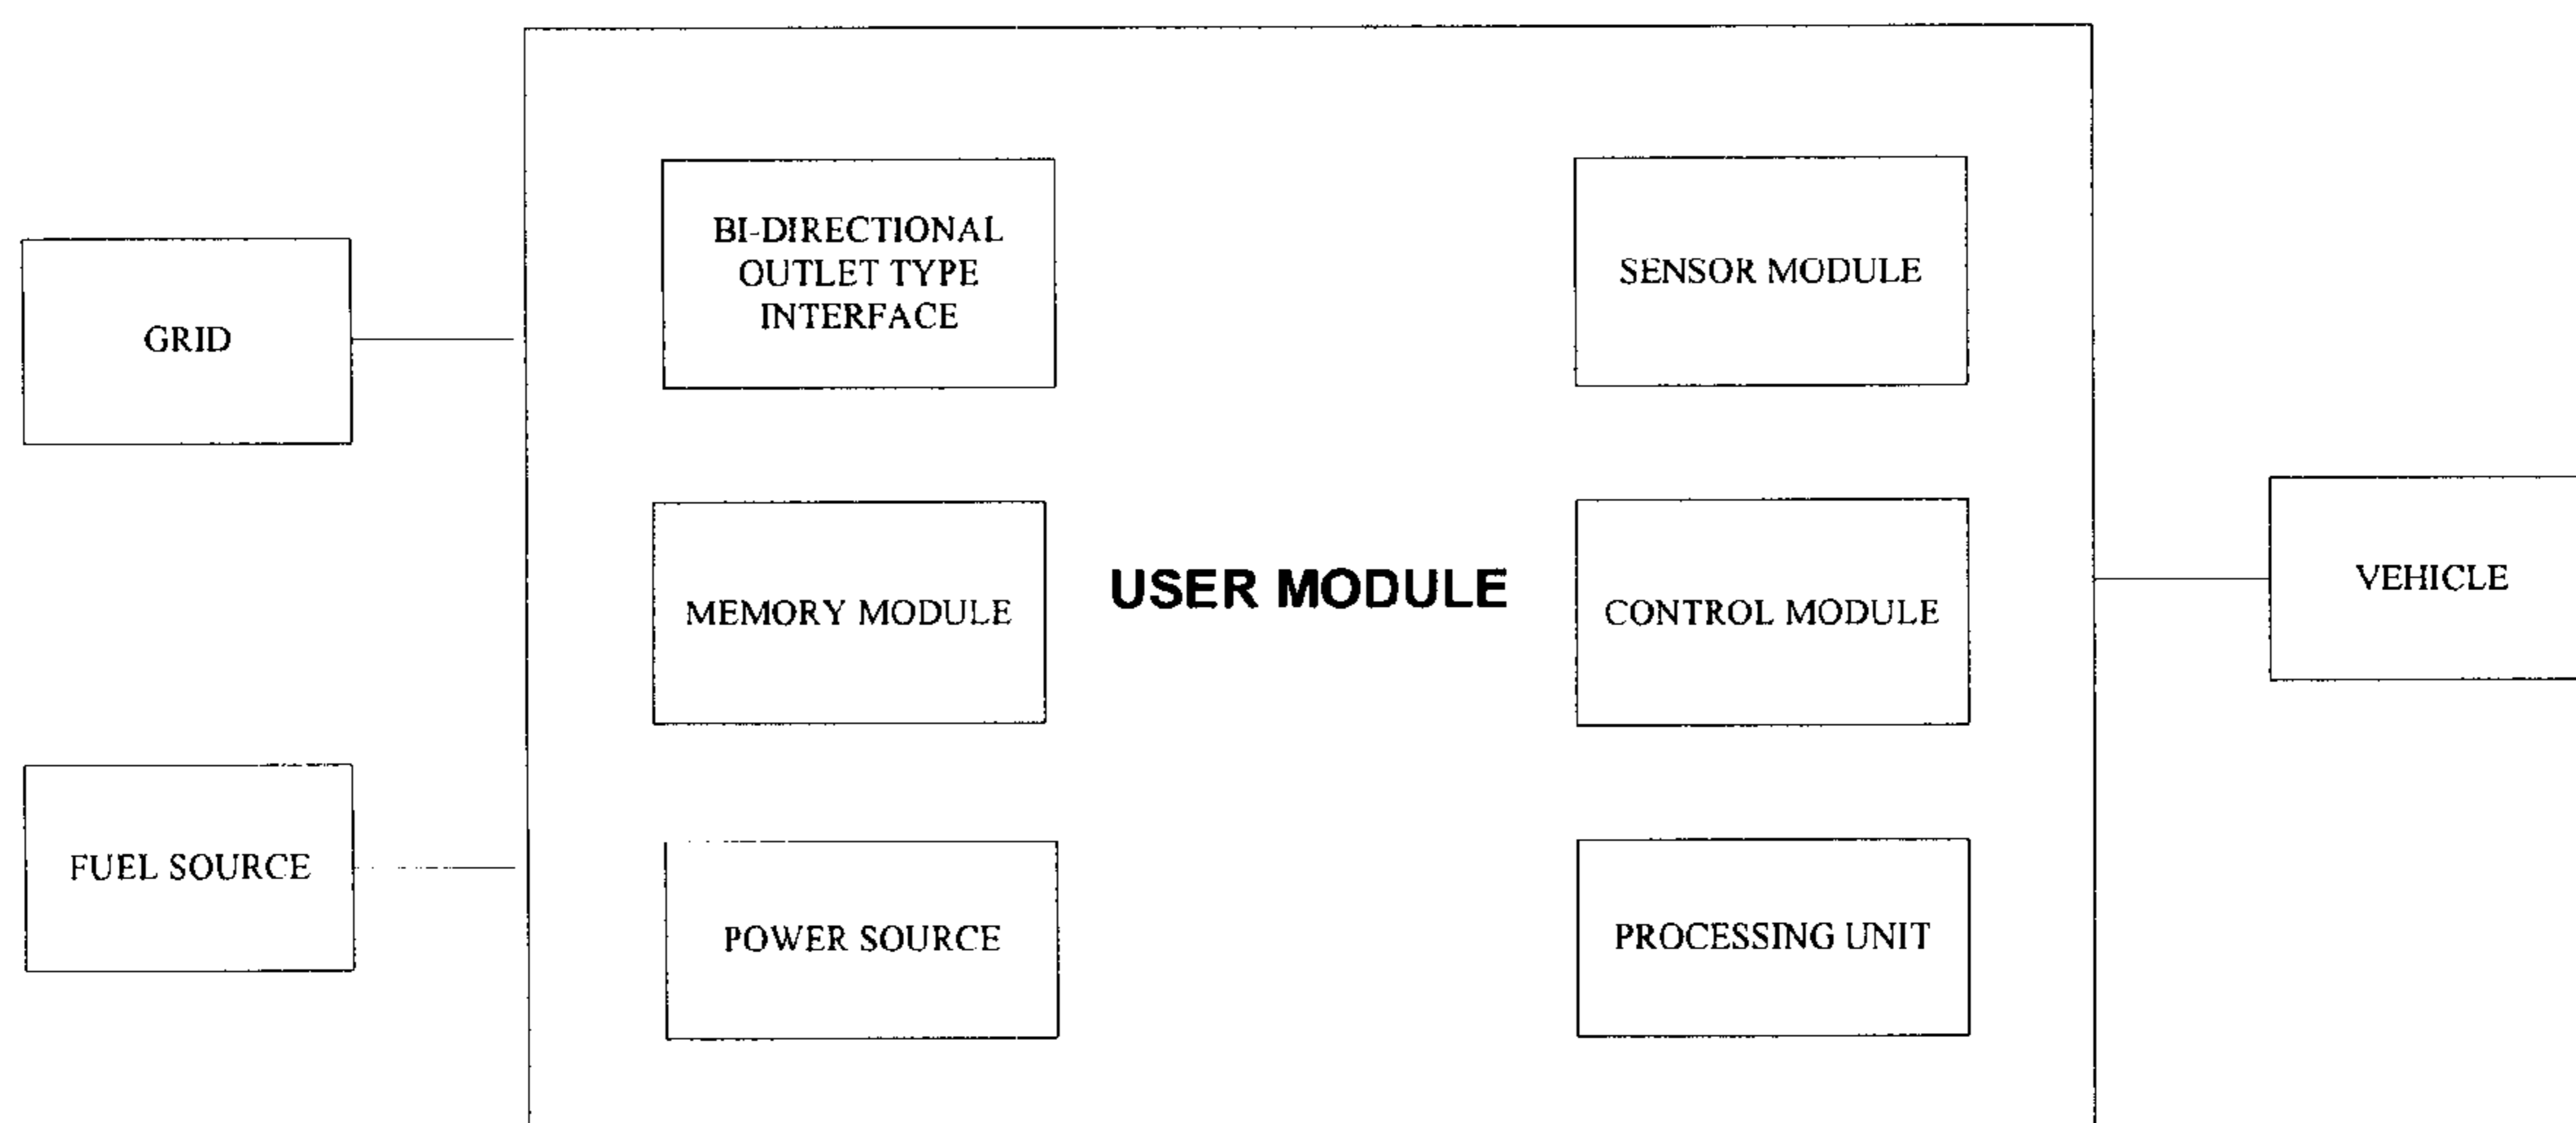 GRID
FUEL SOURCE
BI-DIRECTIONAL
OUTLET TYPE
INTERFACE
MEMORY MODULE
POWER SOURCE
USER MODULE
SENSOR MODULE
CONTROL MODULE
PROCESSING UNIT
VEHICLE